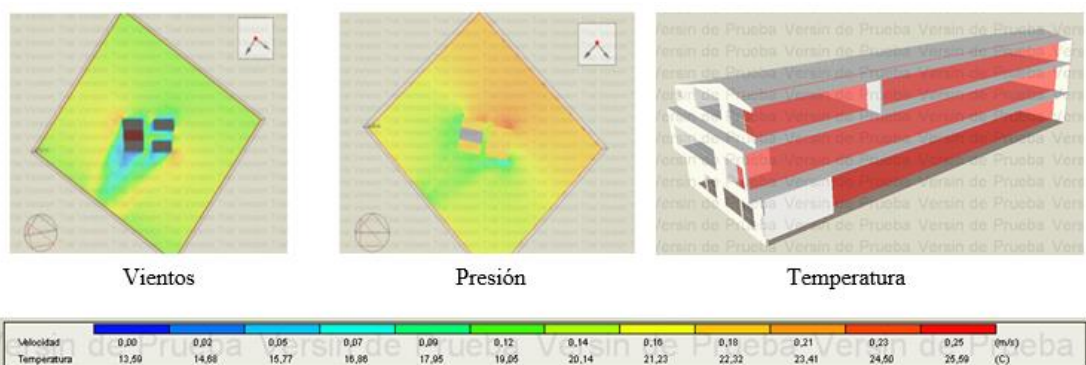 Vientos
Presión
Temperatura
Velocidad 0,00 0,02 0,05 0,07 0,09 0,12 0,14 0,16 0,18 0,21 0,23 0,25 (m/s)
Temperatura 13,59 14,68 15,77 16,86 17,95 19,05 20,14 21,23 22,32 23,41 24,50 25,59 (C)
Versin de Prueba Versin de Prueba Versin de Prueba